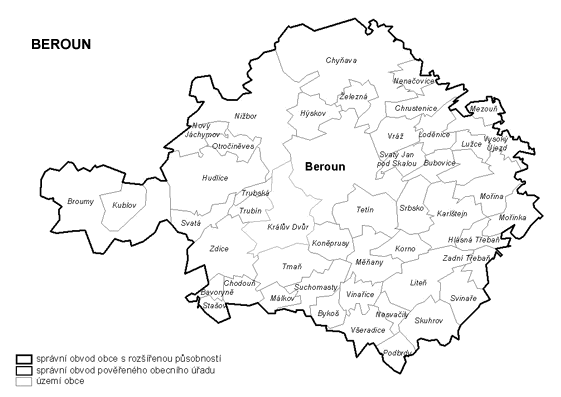 BEROUN
Chyňava
Nenačovice
Železná
Mezouň
Chrustenice
Hýskov
Nižbor
Nový
Jáchymov
Vráž
Loděnice
Vysoký
Újezd
Lužce
Otročiněves
Svatý Jan
pod Skalou
Bubovice
Beroun
Hudlice
Trubská
Mořina
Broumy
Kublov
Tetín
Srbsko
Karlštejn
Mořinka
Trubín
Svatá
Králův Dvůr
Hlásná Třebaň
Koněprusy
Zdice
Korno
Zadní Třebaň
Měňany
Tmaň
Chodouň
Liteň
Bavoryně
Suchomasty
Málkov
Vinařice
Svinaře
Stašov
Bykoš
Nesvačily
Skuhrov
Všeradice
Podbrdy
správní obvod obce s rozšířenou působností
správní obvod pověřeného obecního úřadu
území obce